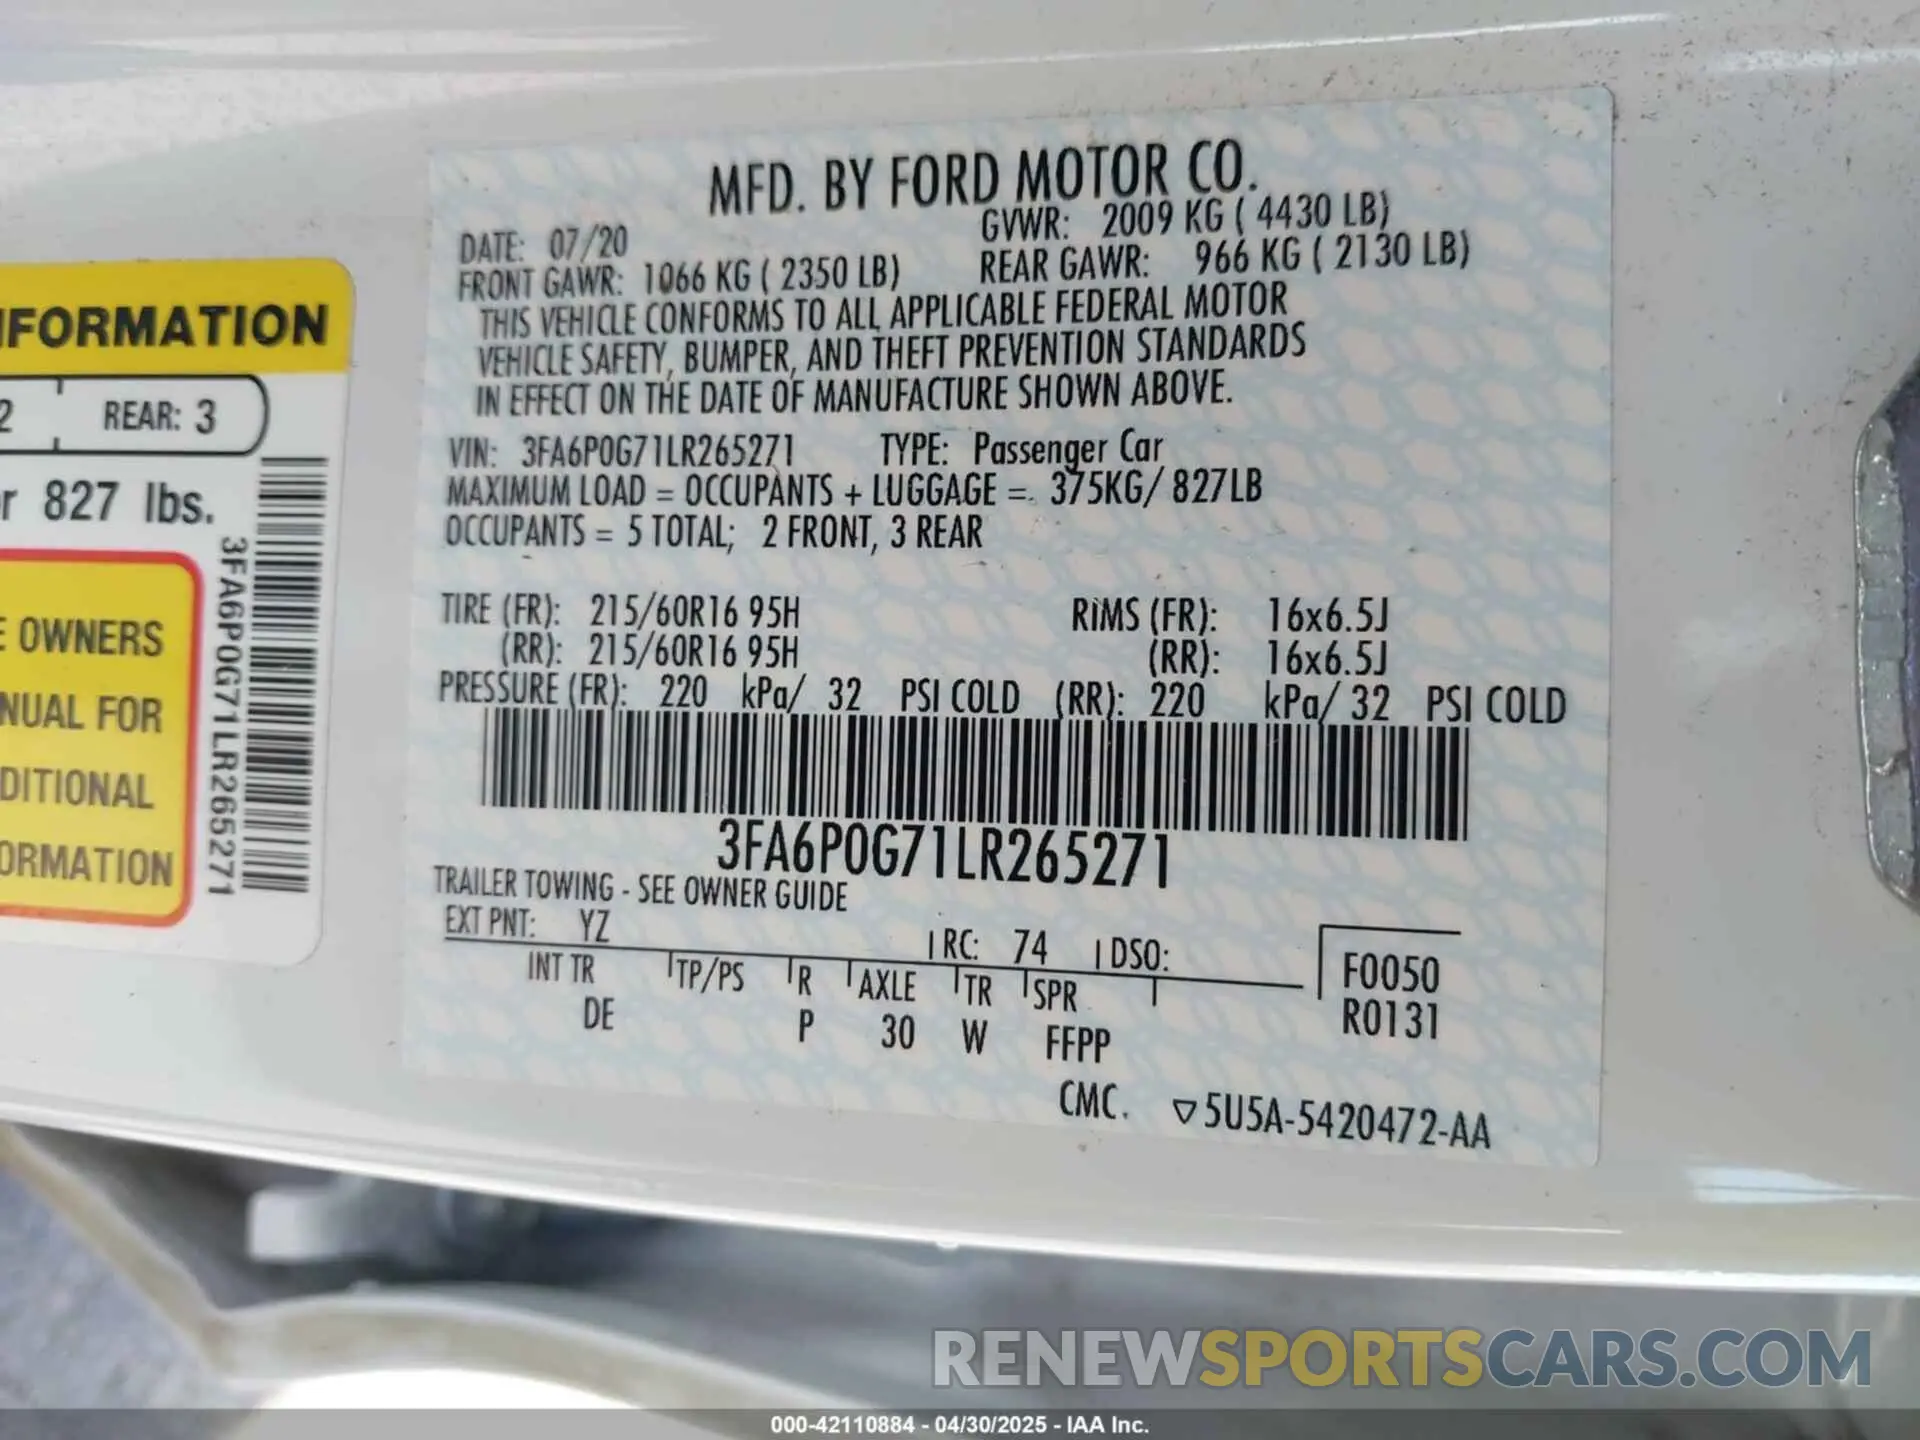 MFD. BY FORD MOTOR CO.
DATE: 07/20 GVWR: 2009 KG ( 4430 LB)
FRONT GAWR: 1066 KG ( 2350 LB) REAR GAWR: 966 KG ( 2130 LB)
THIS VEHICLE CONFORMS TO ALL APPLICABLE FEDERAL MOTOR
VEHICLE SAFETY, BUMPER, AND THEFT PREVENTION STANDARDS
IN EFFECT ON THE DATE OF MANUFACTURE SHOWN ABOVE.
VIN: 3FA6P0G71LR265271 TYPE: Passenger Car
MAXIMUM LOAD = OCCUPANTS + LUGGAGE = 375KG/ 827LB
OCCUPANTS = 5 TOTAL; 2 FRONT, 3 REAR
TIRE (FR): 215/60R16 95H RIMS (FR): 16x6.5J
(RR): 215/60R16 95H (RR): 16x6.5J
PRESSURE (FR): 220 kPa/ 32 PSI COLD (RR): 220 kPa/ 32 PSI COLD
3FA6P0G71LR265271
TRAILER TOWING - SEE OWNER GUIDE
EXT PNT: YZ RC: 74 DSO:
INT TR TP/PS R AXLE TR SPR
DE P 30 W FFPP
F0050
R0131
CMC. ▽5U5A-5420472-AA
NFORMATION
2 REAR: 3
r 827 lbs.
3FA6P0G71LR265271
E OWNERS
NUAL FOR
DITIONAL
ORMATION
RENEWSPORTSCARS.COM
000-42110884 - 04/30/2025 - IAA Inc.